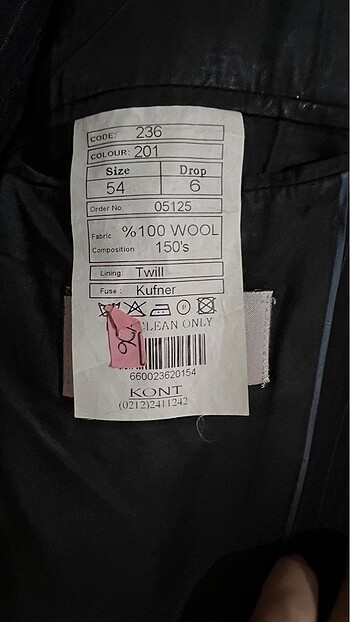 CODE: 236
COLOUR: 201
Size Drop
54 6
Order No. 05125
Fabric Composition %100 WOOL 150's
Lining: Twill
Fuse : Kufner
CLEAN ONLY
660023620154
KONT
(0212)2411242